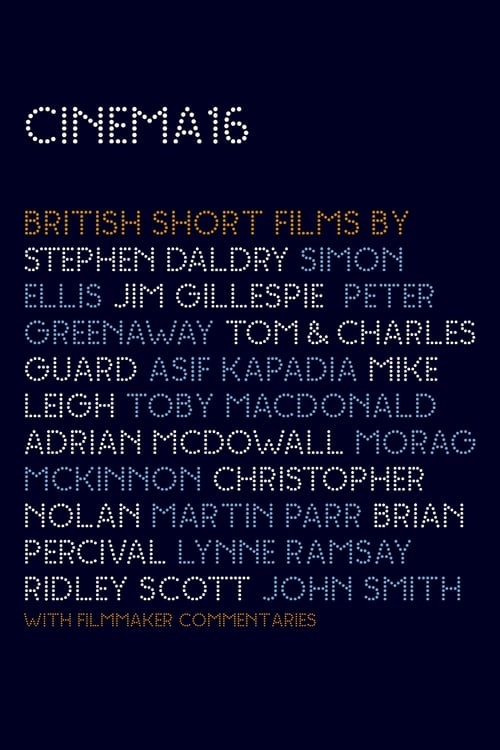 CINEMA16
BRITISH SHORT FILMS BY
STEPHEN DALDRY SIMON
ELLIS JIM GILLESPIE PETER
GREENAWAY TOM & CHARLES
GUARD ASIF KAPADIA MIKE
LEIGH TOBY MACDONALD
ADRIAN MCDOWALL MORAG
MCKINNON CHRISTOPHER
NOLAN MARTIN PARR BRIAN
PERCIVAL LYNNE RAMSAY
RIDLEY SCOTT JOHN SMITH
WITH FILMMAKER COMMENTARIES